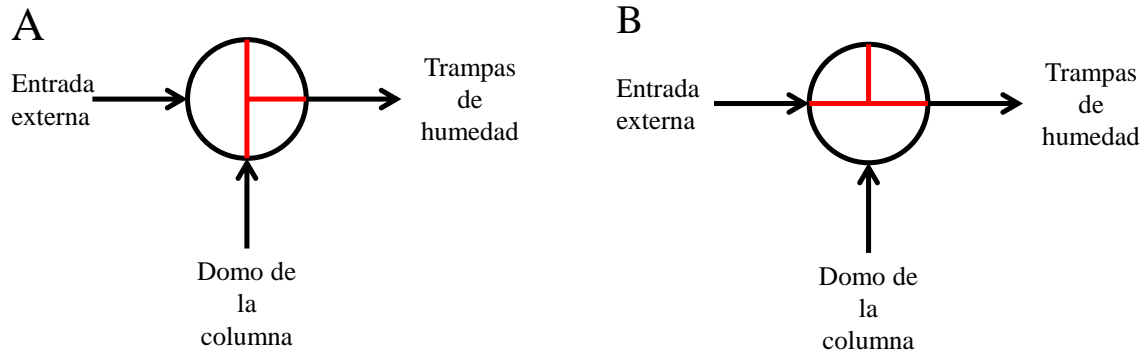 A
Entrada
externa
Trampas
de
humedad
Domo de
la
columna
B
Entrada
externa
Trampas
de
humedad
Domo de
la
columna